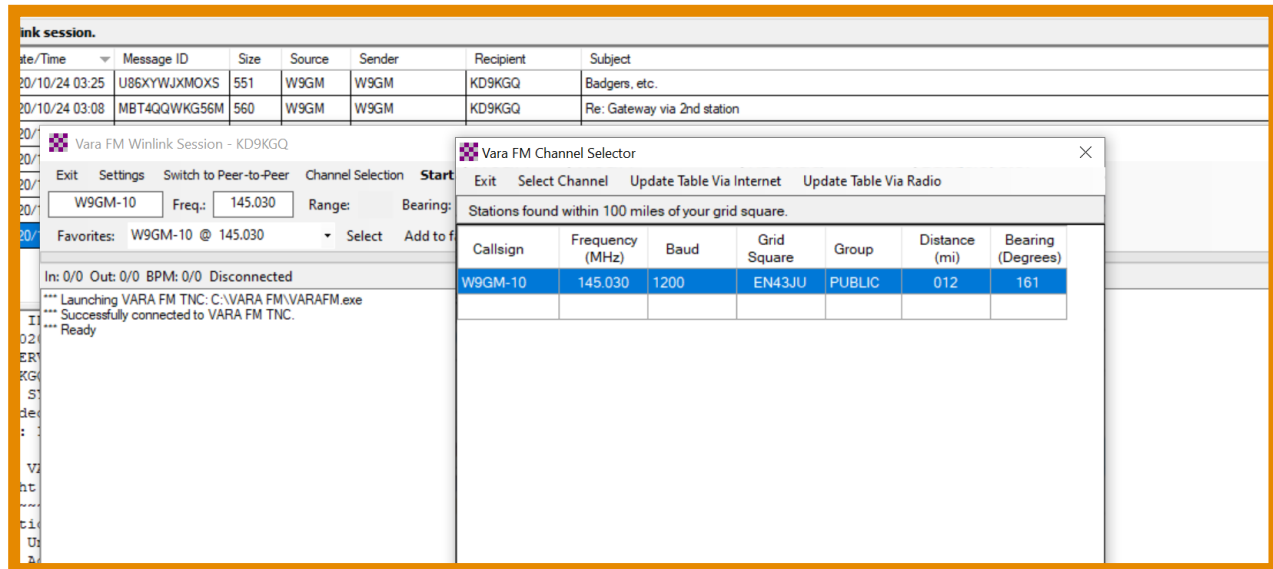 ink session.
ate/Time Message ID Size Source Sender Recipient Subject
20/10/24 03:25 U86XYWJXMOXS 551 W9GM W9GM KD9KGQ Badgers, etc.
20/10/24 03:08 MBT4QQWKG56M 560 W9GM W9GM KD9KGQ Re: Gateway via 2nd station
20/
Vara FM Winlink Session - KD9KGQ
20/
Exit Settings Switch to Peer-to-Peer Channel Selection Start
20/
W9GM-10 Freq.: 145.030 Range: Bearing:
20/
Favorites: W9GM-10 @ 145.030 Select Add to f
20/
In: 0/0 Out: 0/0 BPM: 0/0 Disconnected
*** Launching VARA FM TNC: C:\VARA FM\VARAFM.exe
*** Successfully connected to VARA FM TNC.
*** Ready
Vara FM Channel Selector
Exit Select Channel Update Table Via Internet Update Table Via Radio
Stations found within 100 miles of your grid square.
Callsign Frequency (MHz) Baud Grid Square Group Distance (mi) Bearing (Degrees)
W9GM-10 145.030 1200 EN43JU PUBLIC 012 161